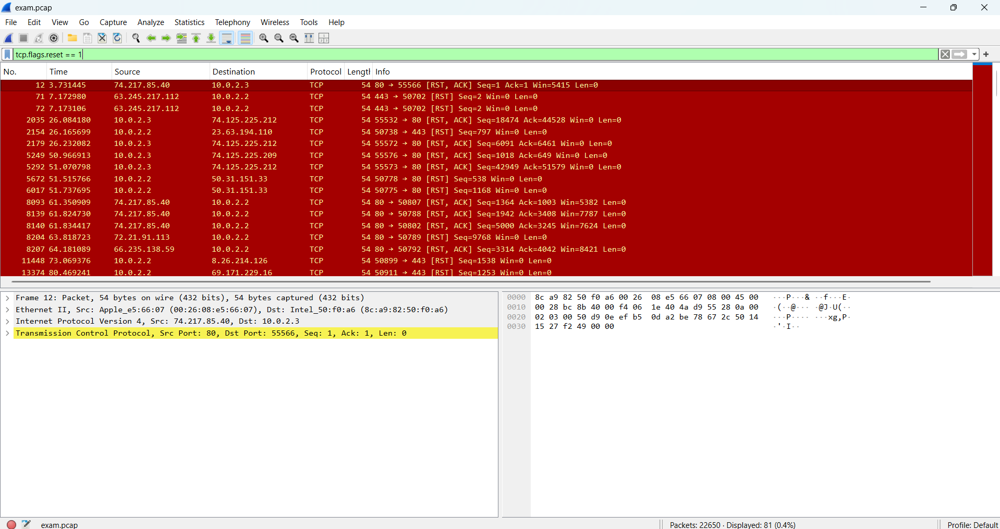 exam.pcap
File Edit View Go Capture Analyze Statistics Telephony Wireless Tools Help
tcp.flags.reset == 1
No. Time Source Destination Protocol Length Info
12 3.731445 74.217.85.40 10.0.2.3 TCP 54 80 → 55566 [RST, ACK] Seq=1 Ack=1 Win=5415 Len=0
71 7.172980 63.245.217.112 10.0.2.2 TCP 54 443 → 50702 [RST] Seq=2 Win=0 Len=0
72 7.173106 63.245.217.112 10.0.2.2 TCP 54 443 → 50702 [RST] Seq=2 Win=0 Len=0
2035 26.084180 10.0.2.3 74.125.225.212 TCP 54 55532 → 80 [RST, ACK] Seq=18474 Ack=44528 Win=0 Len=0
2154 26.165699 10.0.2.2 23.63.194.110 TCP 54 50738 → 443 [RST] Seq=797 Win=0 Len=0
2179 26.232082 10.0.2.3 74.125.225.212 TCP 54 55572 → 80 [RST, ACK] Seq=6091 Ack=6461 Win=0 Len=0
5249 50.966913 10.0.2.3 74.125.225.209 TCP 54 55576 → 80 [RST, ACK] Seq=1018 Ack=649 Win=0 Len=0
5292 51.070798 10.0.2.3 74.125.225.212 TCP 54 55573 → 80 [RST, ACK] Seq=42949 Ack=51579 Win=0 Len=0
5672 51.515766 10.0.2.2 50.31.151.33 TCP 54 50778 → 80 [RST] Seq=538 Win=0 Len=0
6017 51.737695 10.0.2.2 50.31.151.33 TCP 54 50775 → 80 [RST] Seq=1168 Win=0 Len=0
8093 61.350909 74.217.85.40 10.0.2.2 TCP 54 80 → 50807 [RST, ACK] Seq=1364 Ack=1003 Win=5382 Len=0
8139 61.824730 74.217.85.40 10.0.2.2 TCP 54 80 → 50788 [RST, ACK] Seq=1942 Ack=3408 Win=7787 Len=0
8140 61.834417 74.217.85.40 10.0.2.2 TCP 54 80 → 50802 [RST, ACK] Seq=5000 Ack=3245 Win=7624 Len=0
8204 63.818723 72.21.91.113 10.0.2.2 TCP 54 80 → 50789 [RST] Seq=9768 Win=0 Len=0
8207 64.181089 66.235.138.59 10.0.2.2 TCP 54 80 → 50792 [RST, ACK] Seq=3314 Ack=4042 Win=8421 Len=0
11448 73.069376 10.0.2.2 8.26.214.126 TCP 54 50899 → 443 [RST] Seq=1538 Win=0 Len=0
13374 80.469241 10.0.2.2 69.171.229.16 TCP 54 50911 → 443 [RST] Seq=1253 Win=0 Len=0
Frame 12: Packet, 54 bytes on wire (432 bits), 54 bytes captured (432 bits)
Ethernet II, Src: Apple_e5:66:07 (00:26:08:e5:66:07), Dst: Intel_50:f0:a6 (8c:a9:82:50:f0:a6)
Internet Protocol Version 4, Src: 74.217.85.40, Dst: 10.0.2.3
Transmission Control Protocol, Src Port: 80, Dst Port: 55566, Seq: 1, Ack: 1, Len: 0
0000 8c a9 82 50 f0 a6 00 26 08 e5 66 07 08 00 45 00 ···P···& ··f···E·
0010 00 28 bc 8b 40 00 f4 06 1e 40 4a d9 55 28 0a 00 ·(··@··· ·@J·U(··
0020 02 03 00 50 d9 0e ef b5 0d a2 be 78 67 2c 50 14 ···P···· ···xg,P·
0030 15 27 f2 49 00 00 ·'·I··
exam.pcap Packets: 22650 · Displayed: 81 (0.4%) Profile: Default